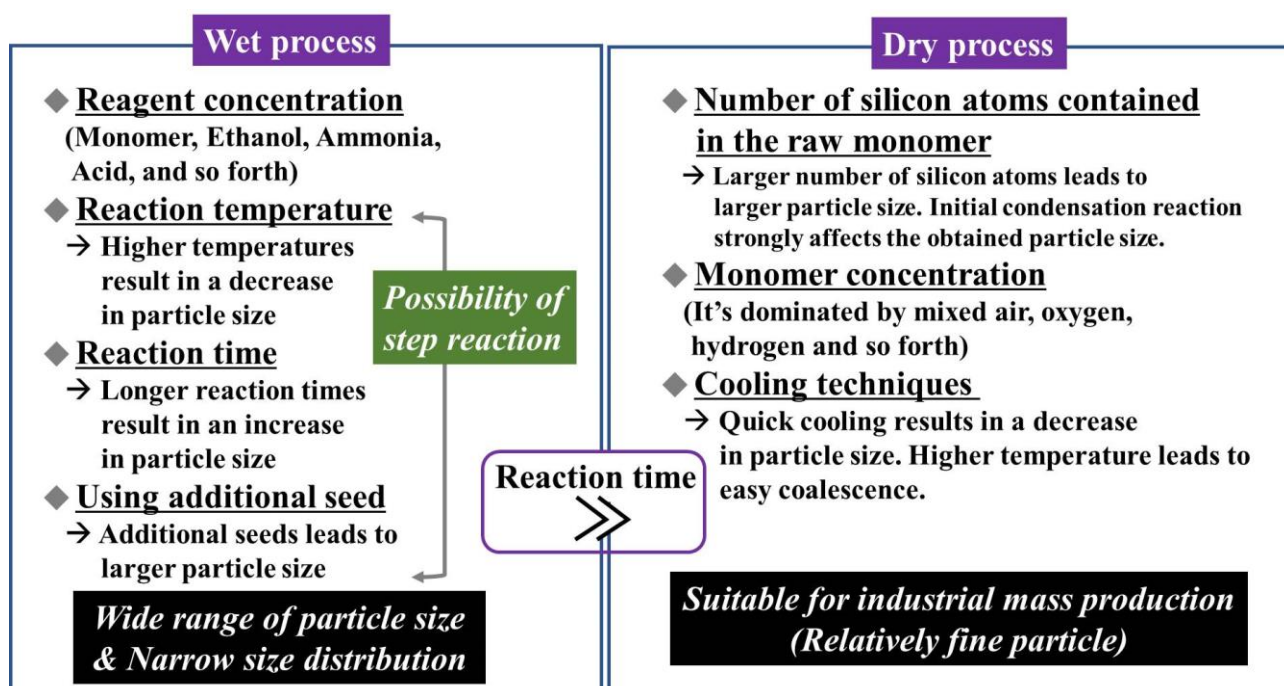 Wet process
◆ Reagent concentration
(Monomer, Ethanol, Ammonia,
Acid, and so forth)
◆ Reaction temperature
→ Higher temperatures
result in a decrease
in particle size
◆ Reaction time
→ Longer reaction times
result in an increase
in particle size
◆ Using additional seed
→ Additional seeds leads to
larger particle size
Possibility of
step reaction
Wide range of particle size
& Narrow size distribution
Reaction time
≫
Dry process
◆ Number of silicon atoms contained
in the raw monomer
→ Larger number of silicon atoms leads to
larger particle size. Initial condensation reaction
strongly affects the obtained particle size.
◆ Monomer concentration
(It's dominated by mixed air, oxygen,
hydrogen and so forth)
◆ Cooling techniques
→ Quick cooling results in a decrease
in particle size. Higher temperature leads to
easy coalescence.
Suitable for industrial mass production
(Relatively fine particle)